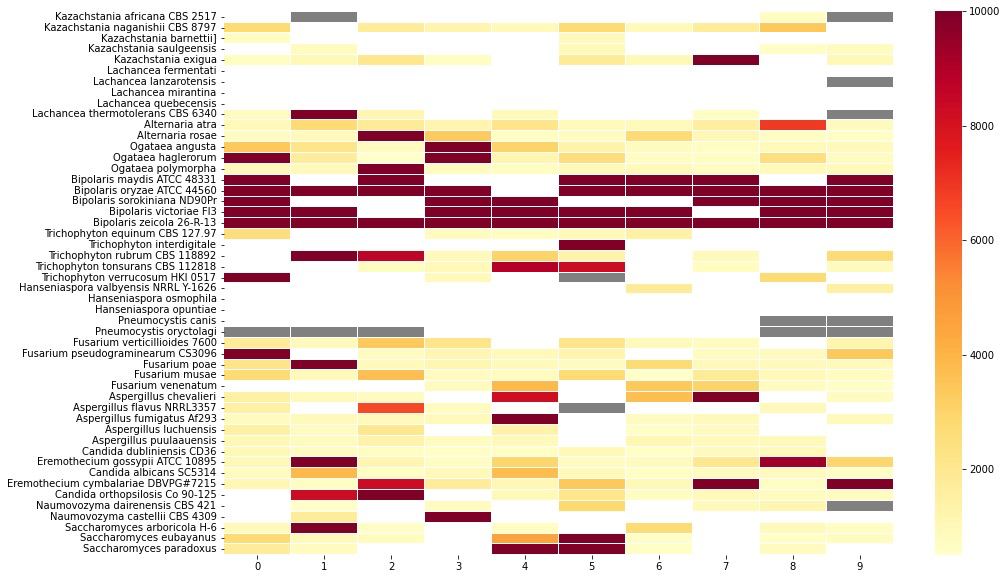 Kazachstania africana CBS 2517
Kazachstania naganishii CBS 8797
Kazachstania barnettii]
Kazachstania saulgeensis
Kazachstania exigua
Lachancea fermentati
Lachancea lanzarotensis
Lachancea mirantina
Lachancea quebecensis
Lachancea thermotolerans CBS 6340
Alternaria atra
Alternaria rosae
Ogataea angusta
Ogataea haglerorum
Ogataea polymorpha
Bipolaris maydis ATCC 48331
Bipolaris oryzae ATCC 44560
Bipolaris sorokiniana ND90Pr
Bipolaris victoriae FI3
Bipolaris zeicola 26-R-13
Trichophyton equinum CBS 127.97
Trichophyton interdigitale
Trichophyton rubrum CBS 118892
Trichophyton tonsurans CBS 112818
Trichophyton verrucosum HKI 0517
Hanseniaspora valbyensis NRRL Y-1626
Hanseniaspora osmophila
Hanseniaspora opuntiae
Pneumocystis canis
Pneumocystis oryctolagi
Fusarium verticillioides 7600
Fusarium pseudograminearum CS3096
Fusarium poae
Fusarium musae
Fusarium venenatum
Aspergillus chevalieri
Aspergillus flavus NRRL3357
Aspergillus fumigatus Af293
Aspergillus luchuensis
Aspergillus puulaauensis
Candida dubliniensis CD36
Eremothecium gossypii ATCC 10895
Candida albicans SC5314
Eremothecium cymbalariae DBVPG#7215
Candida orthopsilosis Co 90-125
Naumovozyma dairenensis CBS 421
Naumovozyma castellii CBS 4309
Saccharomyces arboricola H-6
Saccharomyces eubayanus
Saccharomyces paradoxus
0 1 2 3 4 5 6 7 8 9
10000
8000
6000
4000
2000